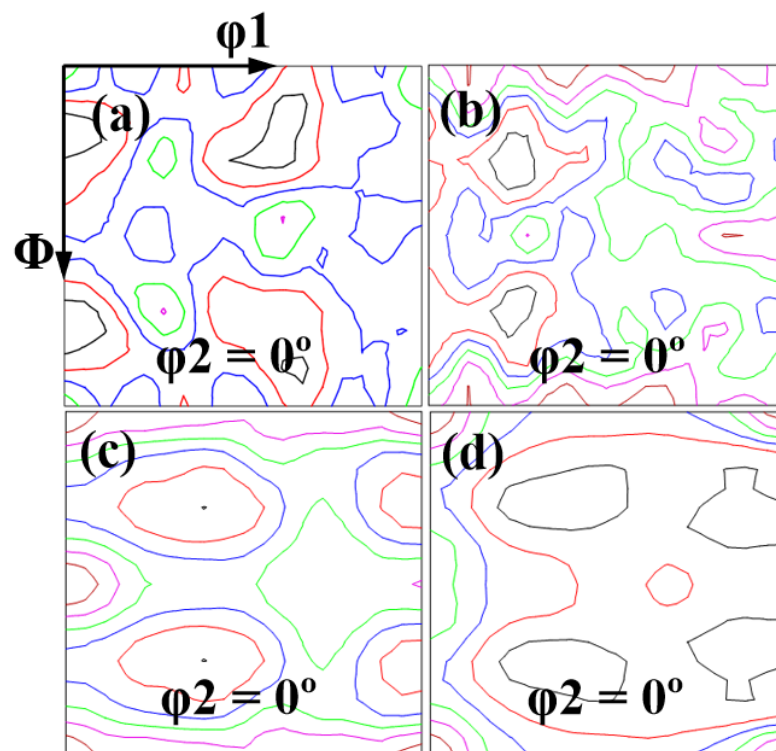 φ1
(a)
(b)
Φ
φ2 = 0º
φ2 = 0º
(c)
(d)
φ2 = 0º
φ2 = 0º